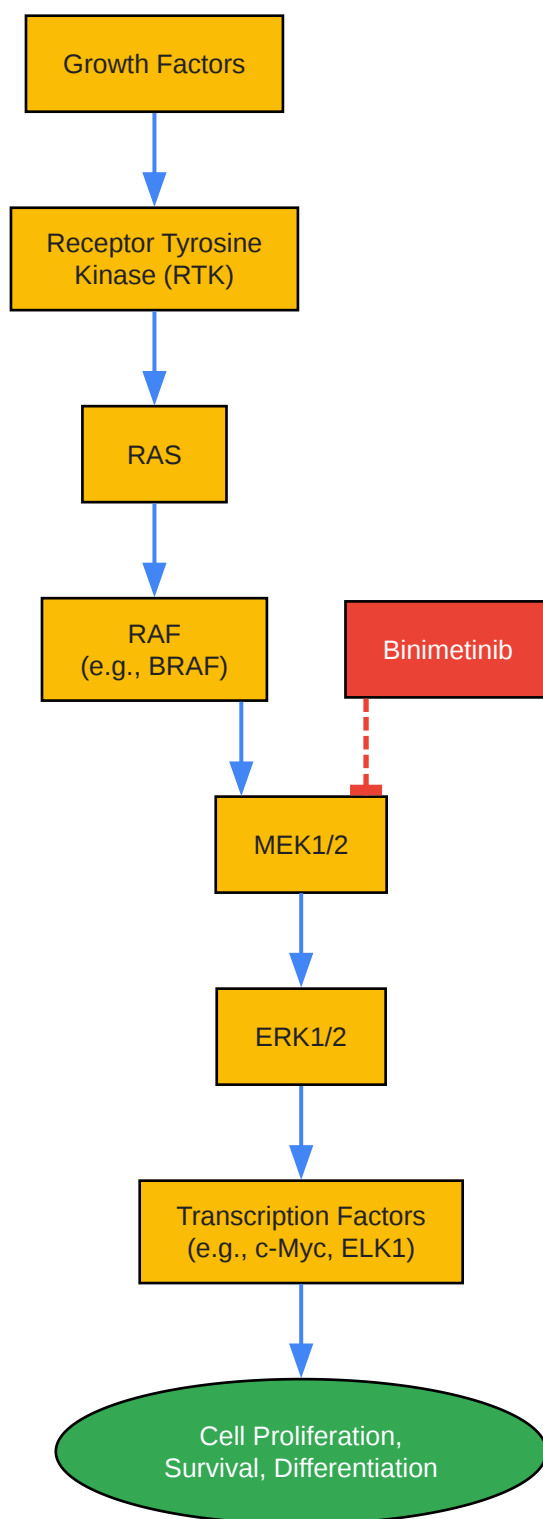 Growth Factors
Receptor Tyrosine
Kinase (RTK)
RAS
RAF
(e.g., BRAF)
Binimetinib
MEK1/2
ERK1/2
Transcription Factors
(e.g., c-Myc, ELK1)
Cell Proliferation,
Survival, Differentiation